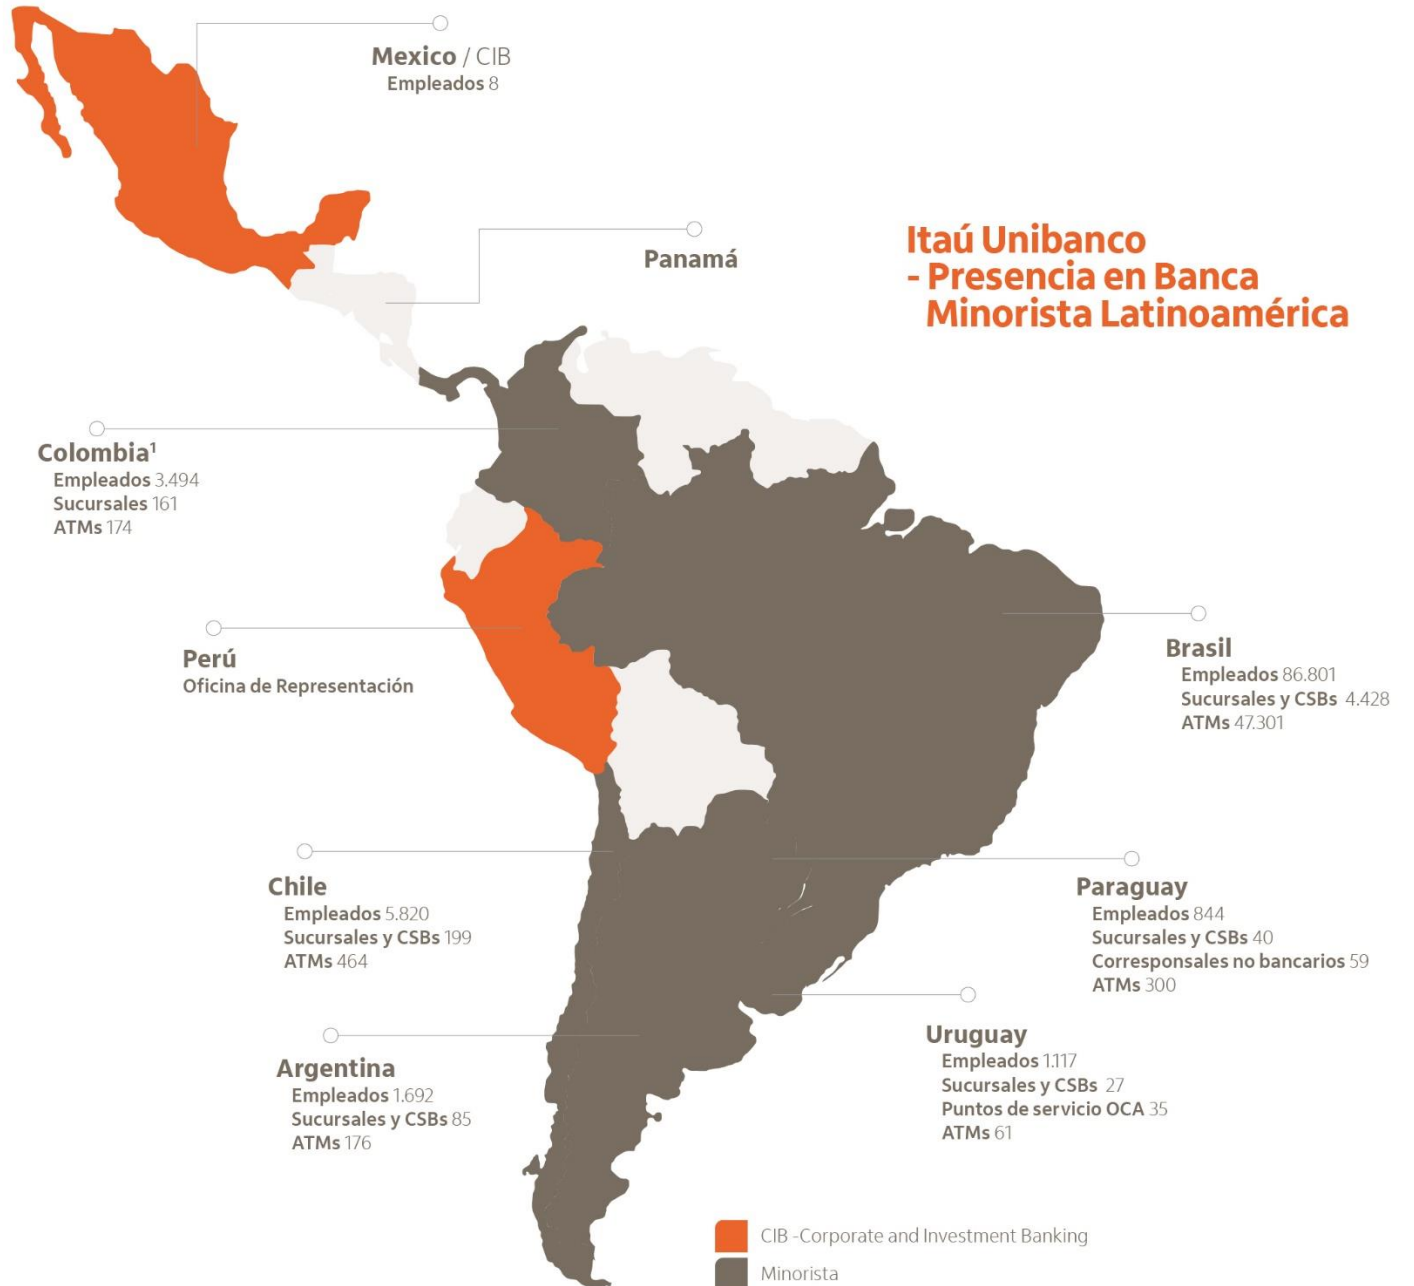 Mexico / CIB
Empleados 8
Panamá
Itaú Unibanco
- Presencia en Banca
Minorista Latinoamérica
Colombia¹
Empleados 3.494
Sucursales 161
ATMs 174
Perú
Oficina de Representación
Brasil
Empleados 86.801
Sucursales y CSBs 4.428
ATMs 47.301
Chile
Empleados 5.820
Sucursales y CSBs 199
ATMs 464
Paraguay
Empleados 844
Sucursales y CSBs 40
Corresponsales no bancarios 59
ATMs 300
Argentina
Empleados 1.692
Sucursales y CSBs 85
ATMs 176
Uruguay
Empleados 1.117
Sucursales y CSBs 27
Puntos de servicio OCA 35
ATMs 61
CIB -Corporate and Investment Banking
Minorista